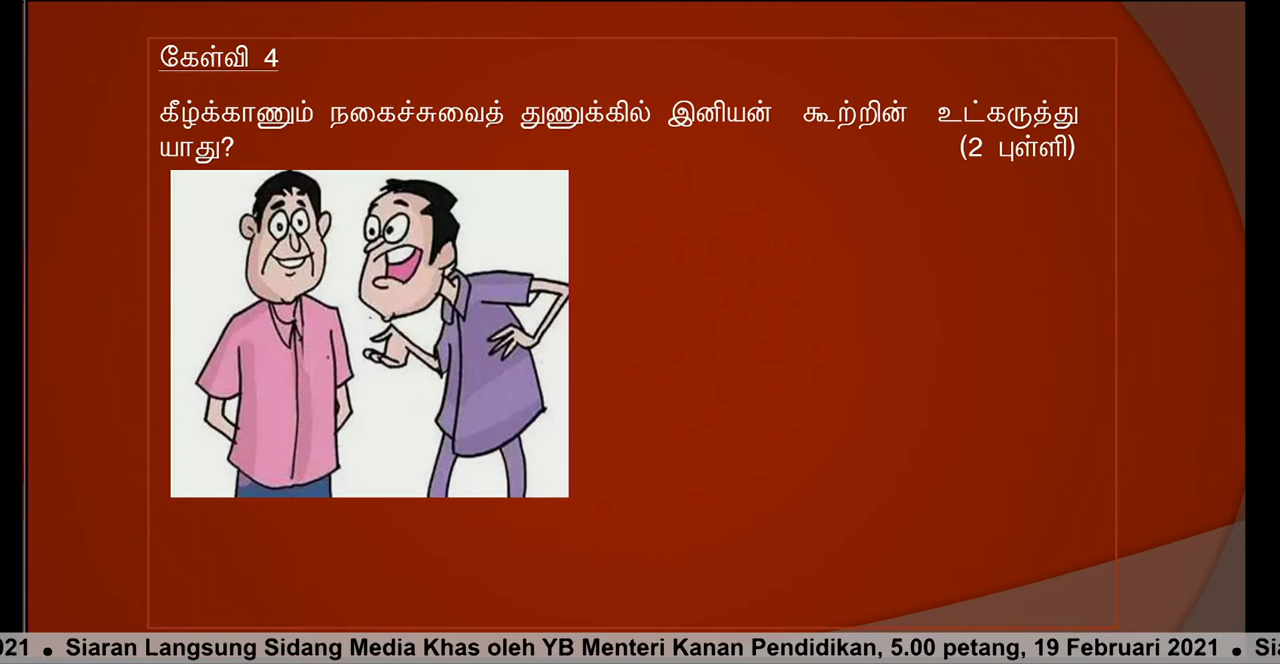 கேள்வி 4
கீழ்க்காணும் நகைச்சுவைத் துணுக்கில் இனியன் கூற்றின் உட்கருத்து
யாது? (2 புள்ளி)
021 • Siaran Langsung Sidang Media Khas oleh YB Menteri Kanan Pendidikan, 5.00 petang, 19 Februari 2021 • Si